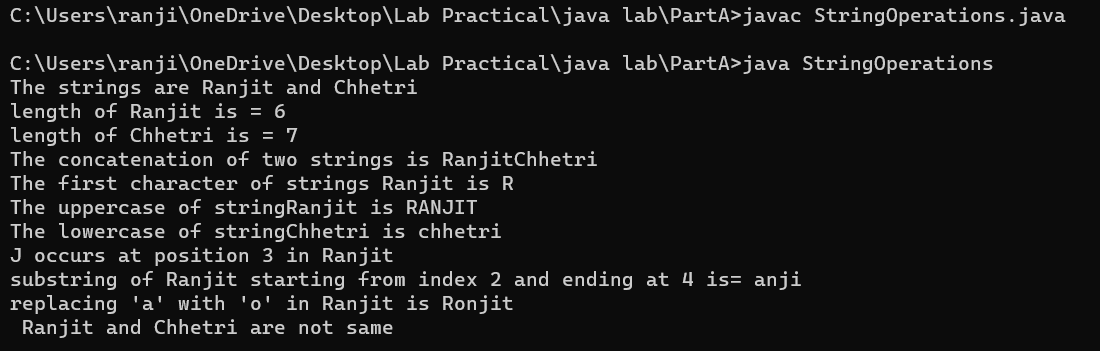 C:\Users\ranji\OneDrive\Desktop\Lab Practical\java lab\PartA>javac StringOperations.java
C:\Users\ranji\OneDrive\Desktop\Lab Practical\java lab\PartA>java StringOperations
The strings are Ranjit and Chhetri
length of Ranjit is = 6
length of Chhetri is = 7
The concatenation of two strings is RanjitChhetri
The first character of strings Ranjit is R
The uppercase of stringRanjit is RANJIT
The lowercase of stringChhetri is chhetri
J occurs at position 3 in Ranjit
substring of Ranjit starting from index 2 and ending at 4 is= anji
replacing 'a' with 'o' in Ranjit is Ronjit
 Ranjit and Chhetri are not same